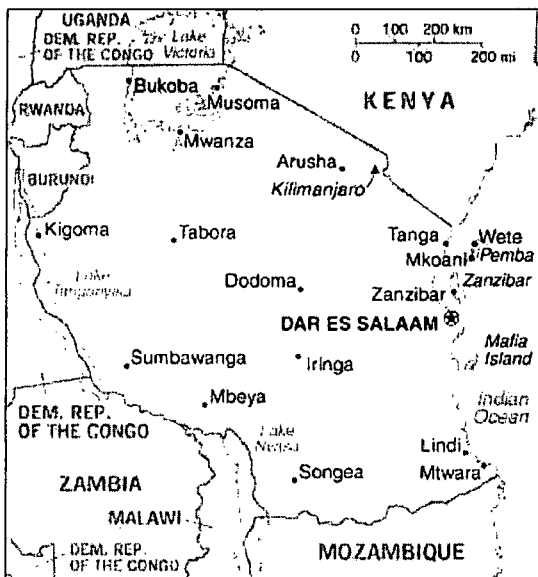 UGANDA
DEM. REP.
OF THE CONGO
Lake
Victoria
0 100 200 km
0 100 200 mi
Bukoba
Musoma
KENYA
RWANDA
Mwanza
Arusha
Kilimanjaro
BURUNDI
Kigoma
Tabora
Tanga
Wete
Mkoani
Pemba
Lake
Tanganyika
Dodoma
Zanzibar
Zanzibar
DAR ES SALAAM
Mafia
Island
Sumbawanga
Iringa
Mbeya
Indian
Ocean
DEM. REP.
OF THE CONGO
Lake
Nyasa
Lindi
Mtwara
Songea
ZAMBIA
MALAWI
DEM. REP.
OF THE CONGO
MOZAMBIQUE